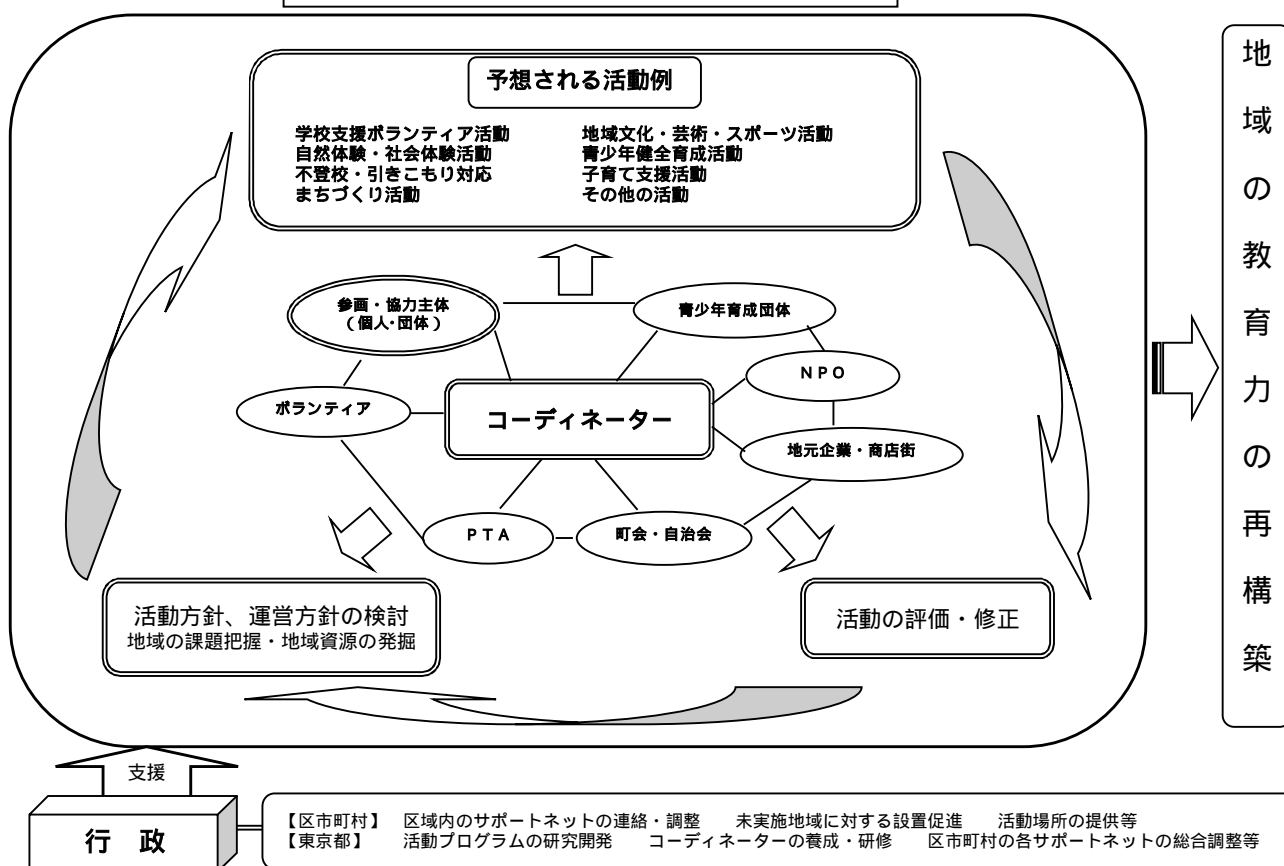 予想される活動例
学校支援ボランティア活動
自然体験・社会体験活動
不登校・引きこもり対応
まちづくり活動
地域文化・芸術・スポーツ活動
青少年健全育成活動
子育て支援活動
その他の活動
参画・協力主体
（個人・団体）
青少年育成団体
ＮＰＯ
ボランティア
コーディネーター
地元企業・商店街
ＰＴＡ
町会・自治会
活動方針、運営方針の検討
地域の課題把握・地域資源の発掘
活動の評価・修正
地域の教育力の再構築
支援
行　政
【区市町村】　区域内のサポートネットの連絡・調整　　未実施地域に対する設置促進　　活動場所の提供等
【東京都】　　活動プログラムの研究開発　　コーディネーターの養成・研修　　区市町村の各サポートネットの総合調整等